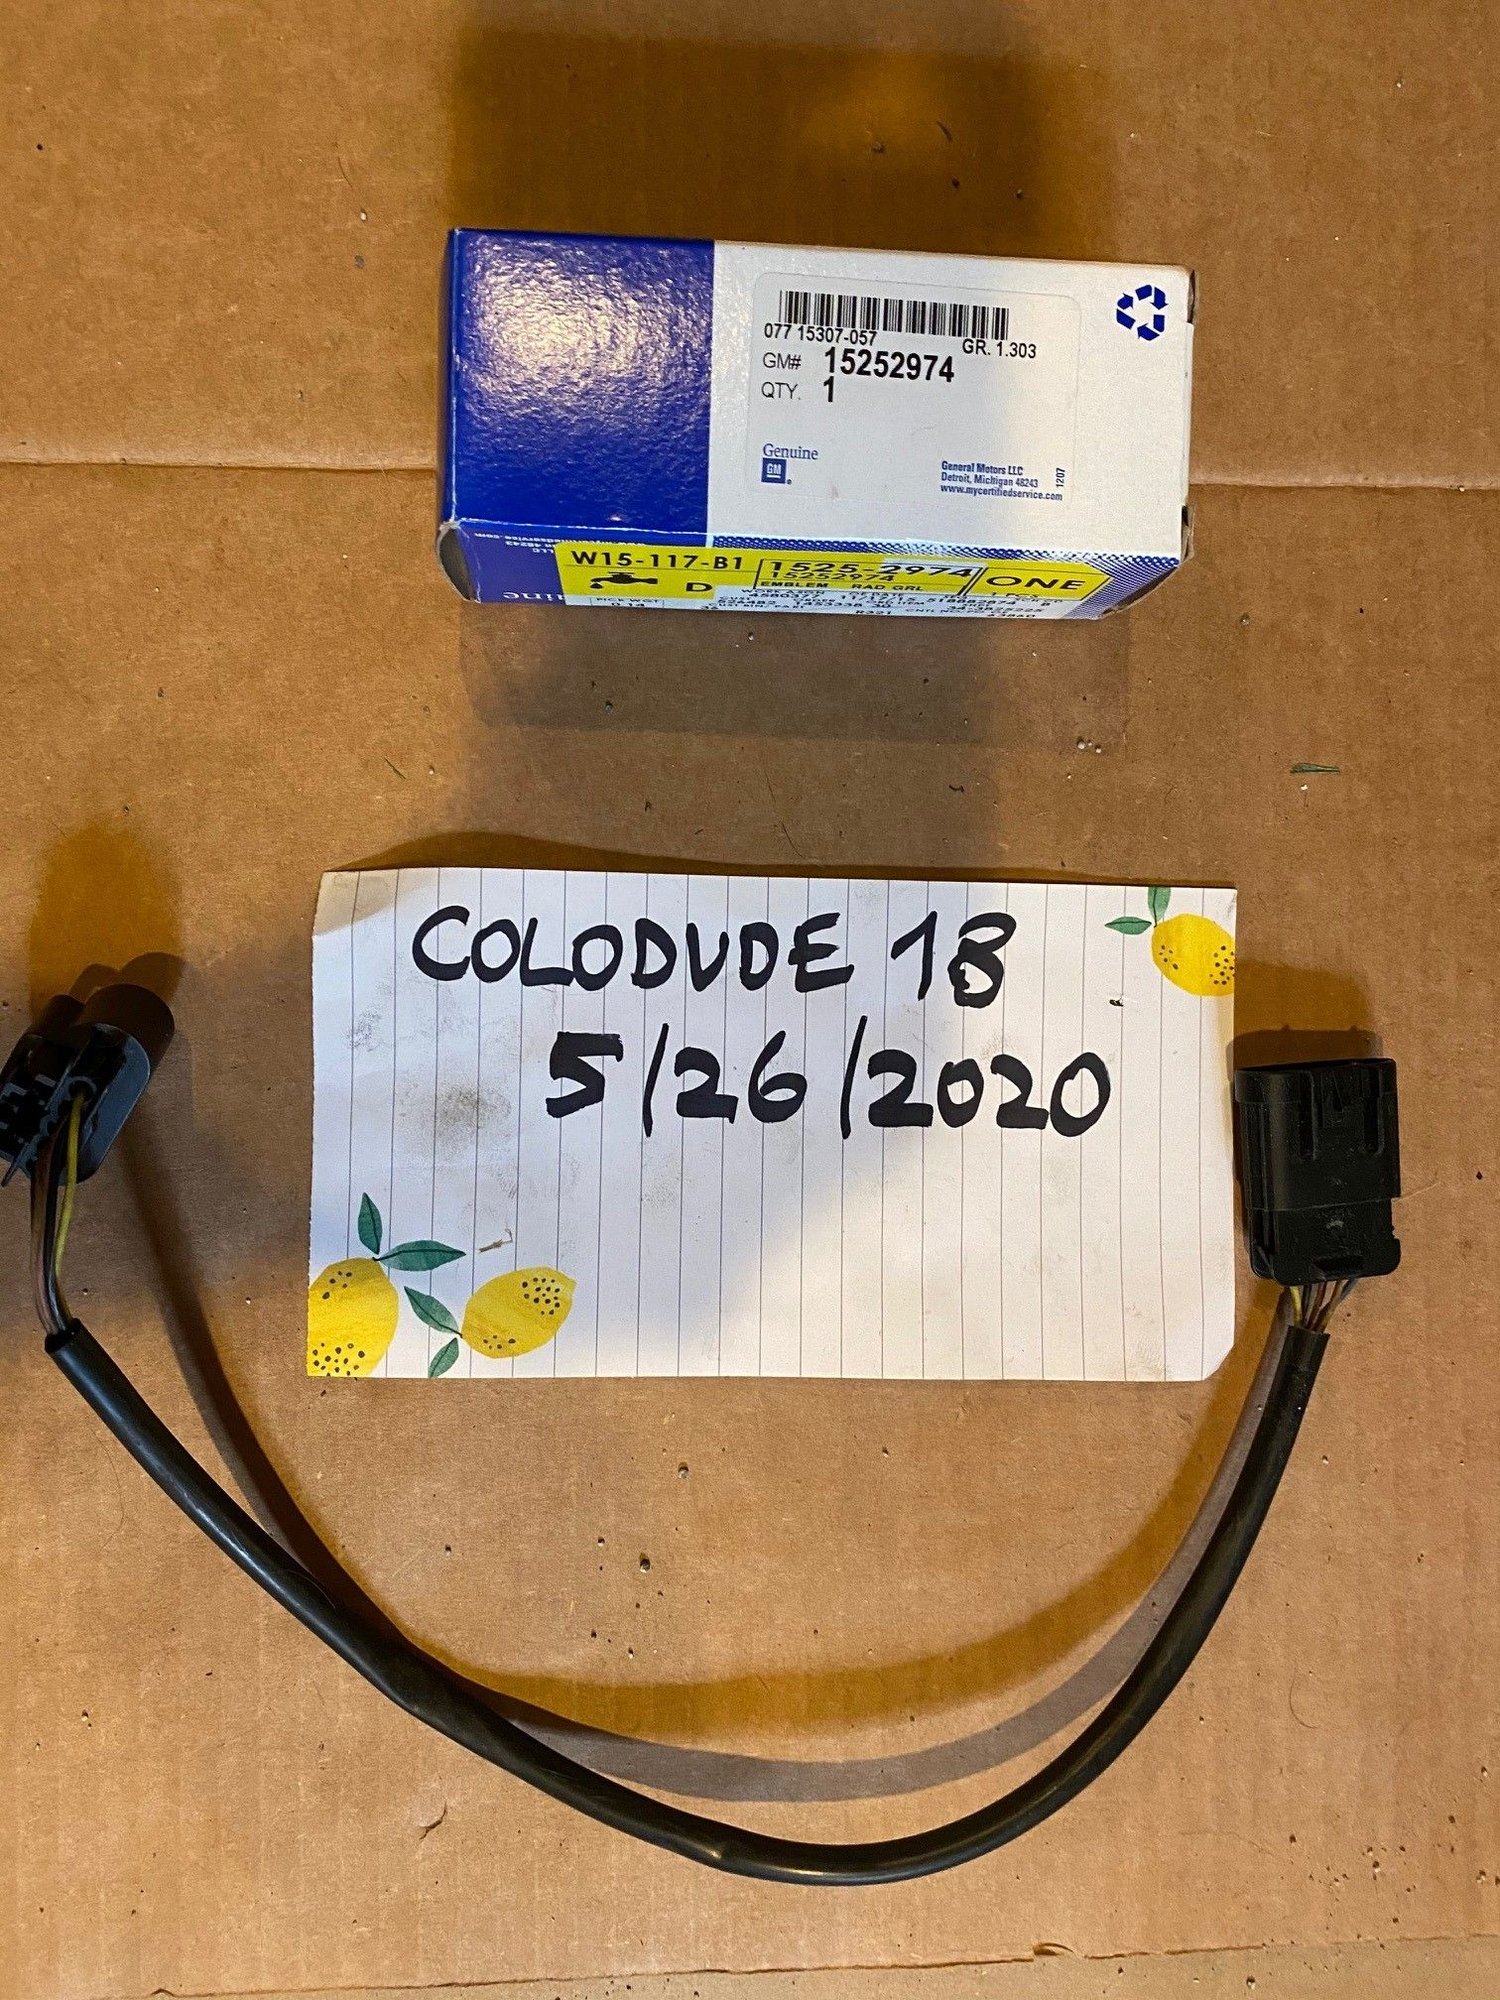 077 15307-057
GR. 1.303
GM# 15252974
QTY. 1
Genuine
GM
General Motors LLC
Detroit, Michigan 48243
www.mycertifiedservice.com
1207
W15-117-B1
1525-2974
15252974
ONE
D
EMBLEM RAD GRL
COLODUDE 18
5/26/2020